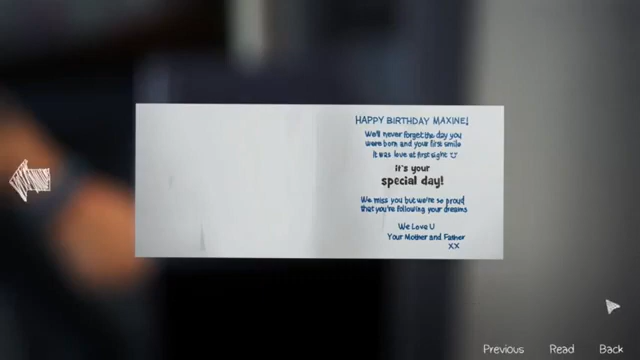 HAPPY BIRTHDAY MAXINE!
We'll never forget the day you
were born and your first smile
It was love at first sight
it's your
special day!
We miss you but we're so proud
that you're following your dreams
We Love U
Your Mother and Father
XX
Previous Read Back